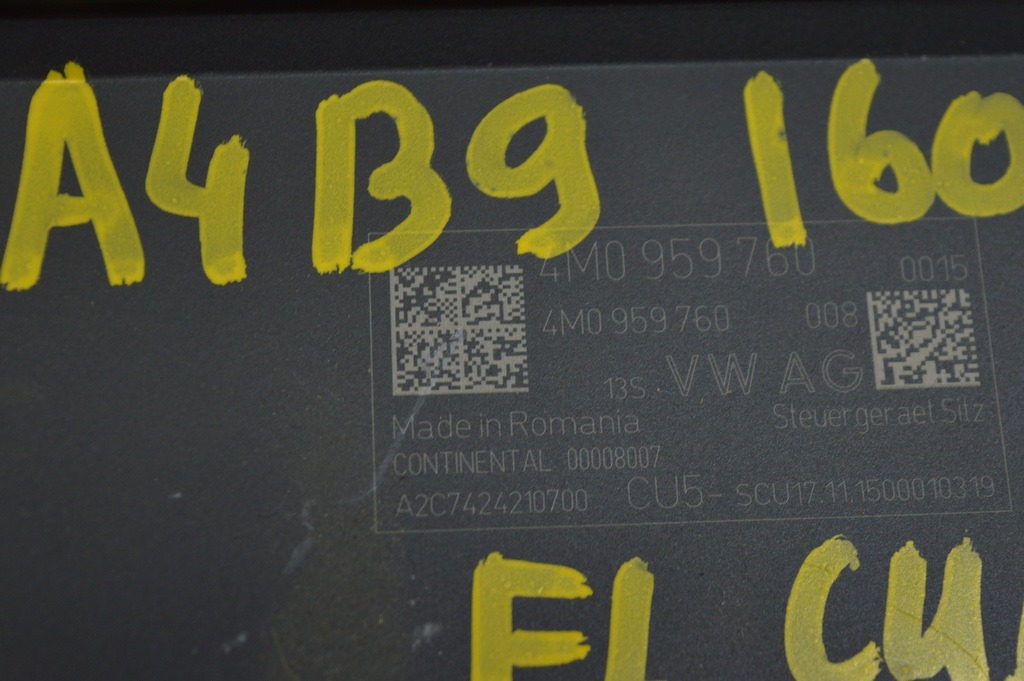 A4 B9 160
4M0 959 760
0015
4M0 959 760 008
13S VW AG
Made in Romania Steuergeraet Sitz
CONTINENTAL 00008007
A2C7424210700 CU5- SCU17.11.1500010319